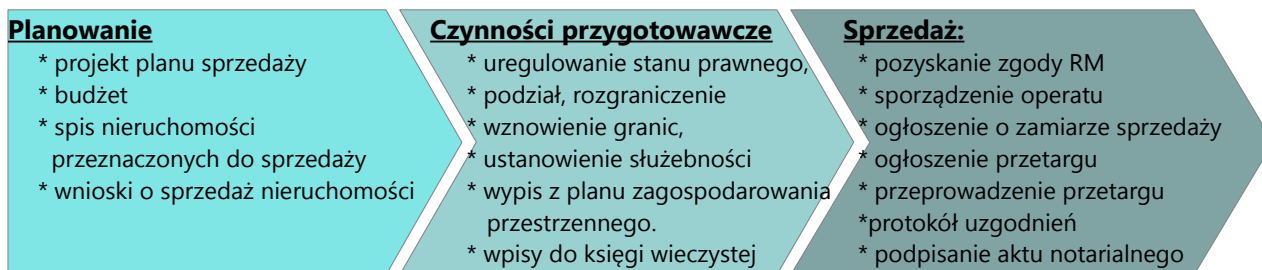 Planowanie
* projekt planu sprzedaży
* budżet
* spis nieruchomości
przeznaczonych do sprzedaży
* wnioski o sprzedaż nieruchomości
Czynności przygotowawcze
* uregulowanie stanu prawnego,
* podział, rozgraniczenie
* wznowienie granic,
* ustanowienie służebności
* wypis z planu zagospodarowania
przestrzennego.
* wpisy do księgi wieczystej
Sprzedaż:
* pozyskanie zgody RM
* sporządzenie operatu
* ogłoszenie o zamiarze sprzedaży
* ogłoszenie przetargu
* przeprowadzenie przetargu
*protokół uzgodnień
* podpisanie aktu notarialnego